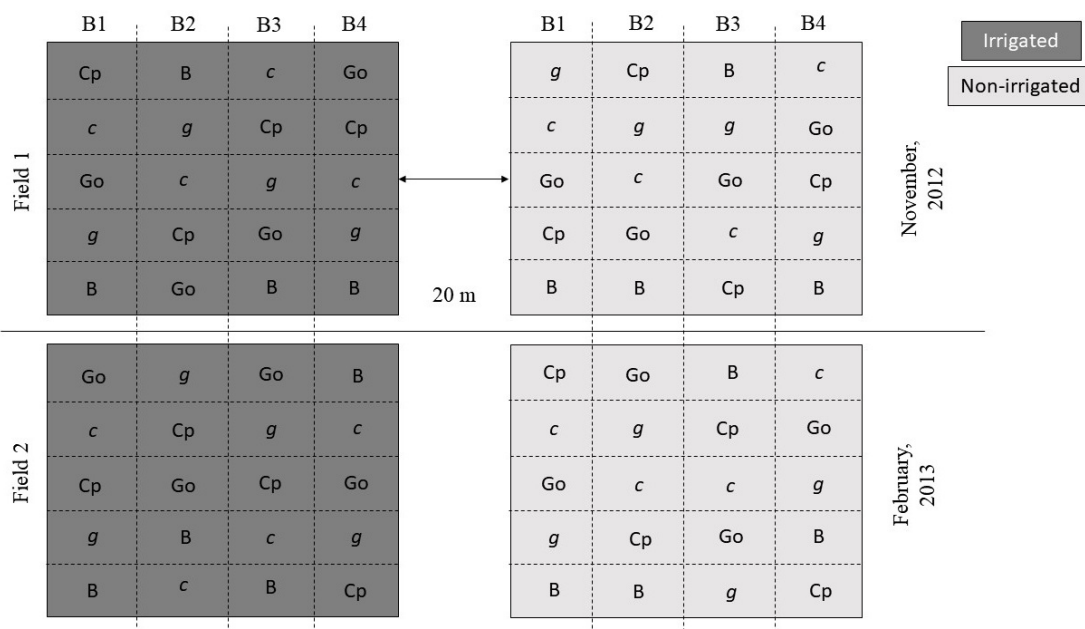 B1 B2 B3 B4 B1 B2 B3 B4
Irrigated
Non-irrigated
Field 1
Cp B c Go g Cp B c
c g Cp Cp c g g Go
Go c g c Go c Go Cp
g Cp Go g Cp Go c g
B Go B B B B Cp B
20 m
November,
2012
Field 2
Go g Go B Cp Go B c
c Cp g c c g Cp Go
Cp Go Cp Go Go c c g
g B c g g Cp Go B
B c B Cp B B g Cp
February,
2013